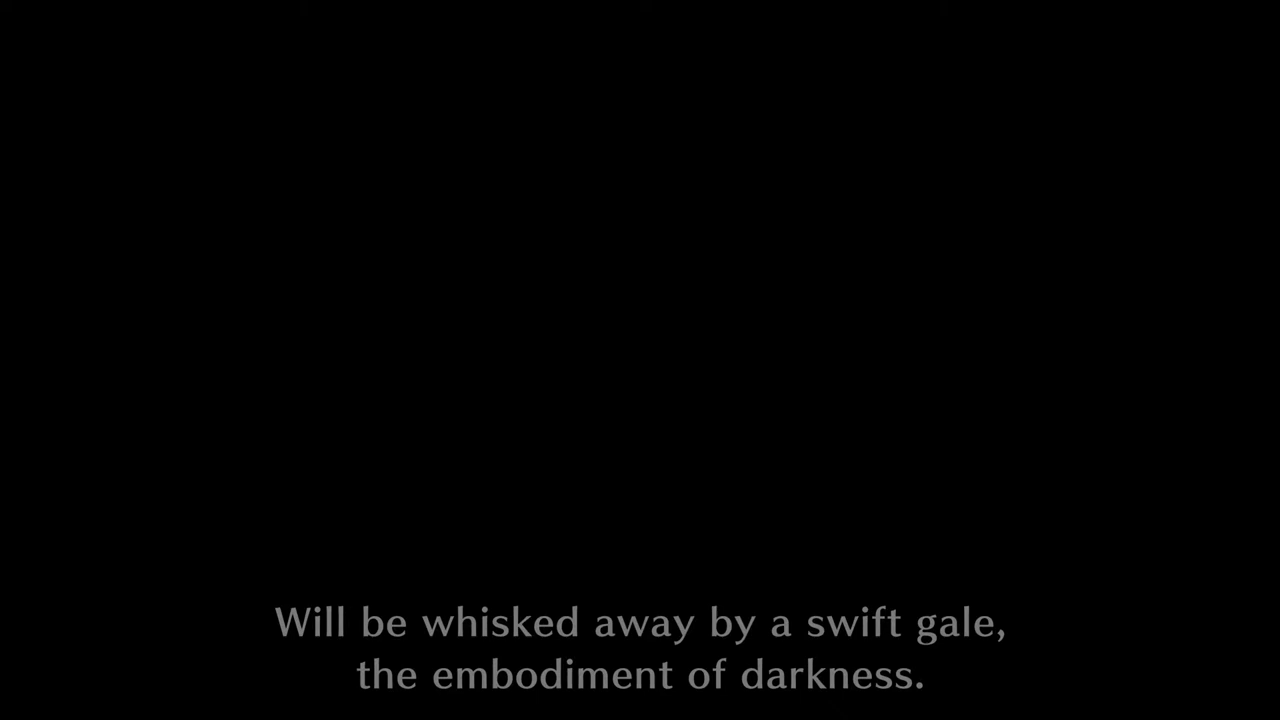 Will be whisked away by a swift gale,
the embodiment of darkness.